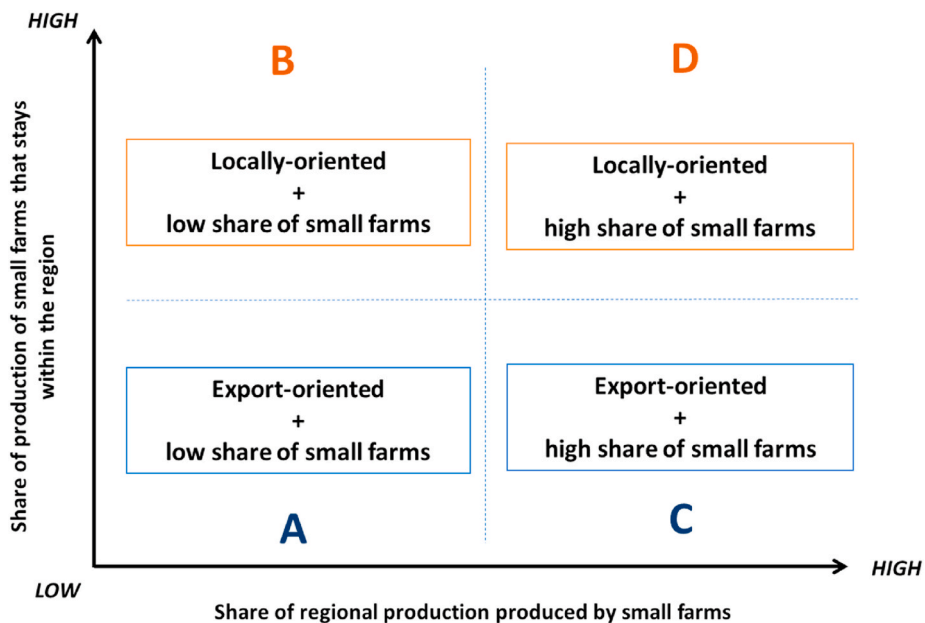 HIGH
B
D
Locally-oriented
+
low share of small farms
Locally-oriented
+
high share of small farms
Share of production of small farms that stays
within the region
Export-oriented
+
low share of small farms
Export-oriented
+
high share of small farms
A
C
LOW
HIGH
Share of regional production produced by small farms